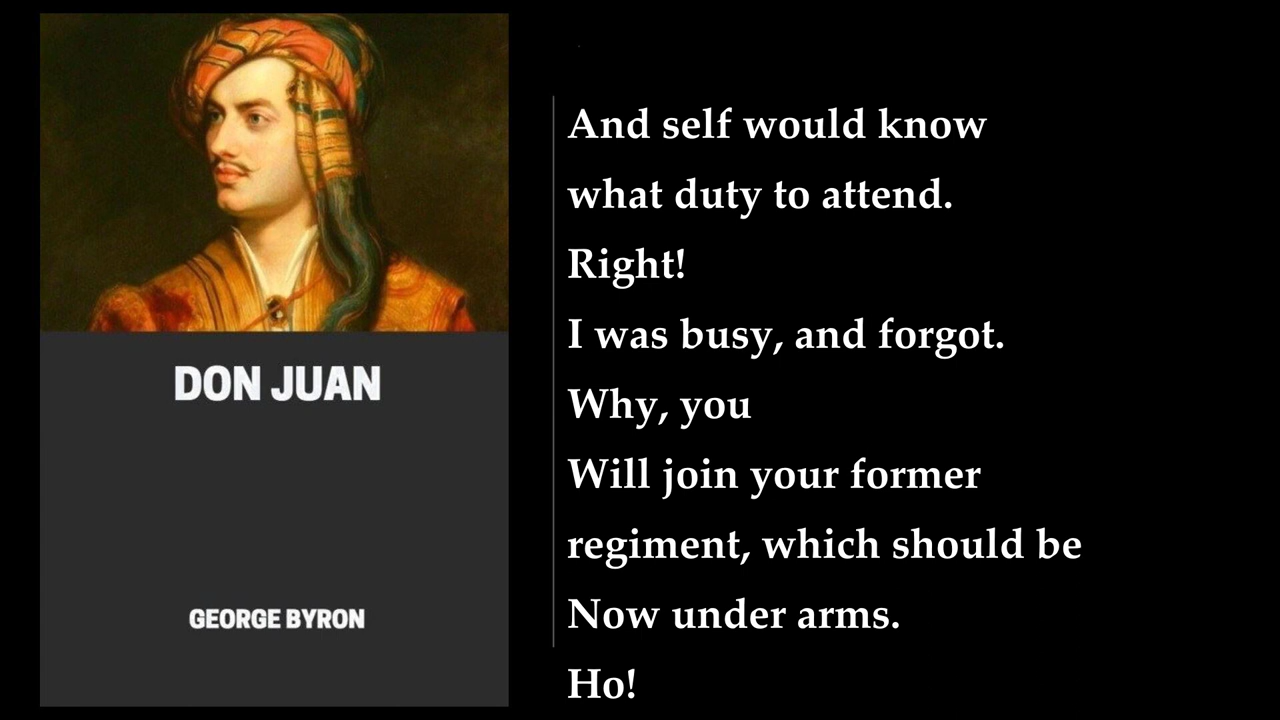 DON JUAN
GEORGE BYRON
And self would know
what duty to attend.
Right!
I was busy, and forgot.
Why, you
Will join your former
regiment, which should be
Now under arms.
Ho!